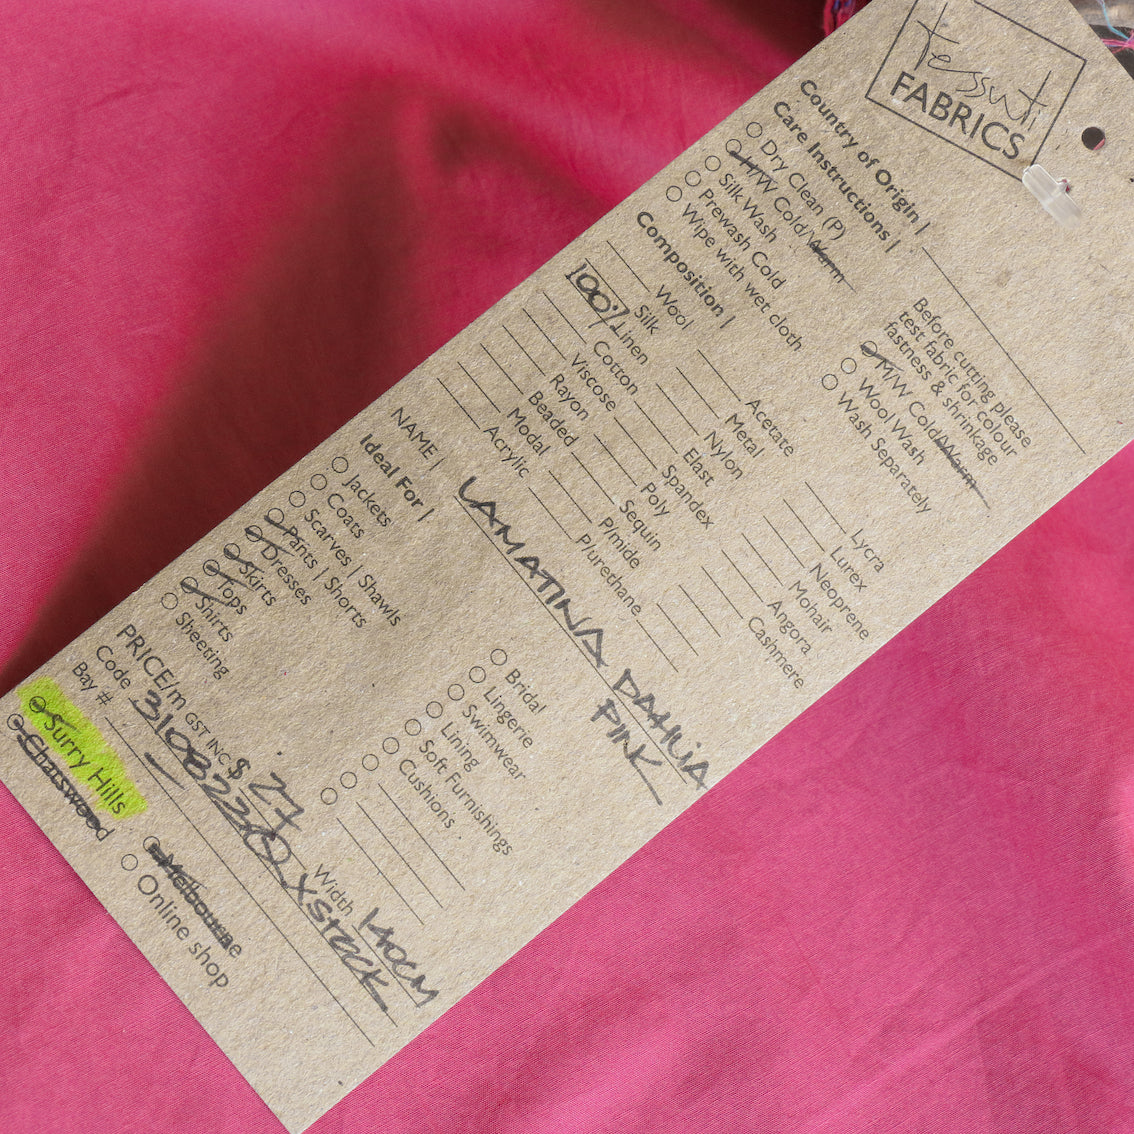 tessuti
FABRICS
Country of Origin |
Care Instructions |
Dry Clean (P)
H/W Cold/Warm
Silk Wash
Prewash Cold
Wipe with wet cloth
Before cutting please
test fabric for colour
fastness & shrinkage
M/W Cold/Warm
Wool Wash
Wash Separately
Composition |
Wool
Silk
100% Linen
Cotton
Viscose
Rayon
Beaded
Modal
Acrylic
Acetate
Metal
Nylon
Elast
Spandex
Poly
Sequin
P/mide
P/urethane
Lycra
Lurex
Neoprene
Mohair
Angora
Cashmere
NAME | LAMATINA DAHLIA
PINK
Ideal For |
Jackets
Coats
Scarves | Shawls
Pants | Shorts
Dresses
Skirts
Tops
Shirts
Sheeting
Bridal
Lingerie
Swimwear
Lining
Soft Furnishings
Cushions
PRICE/m GST INC $ 27 Width 140CM
Code 3108220 XSTOCK
Bay #
Surry Hills
Chatswood
Melbourne
Online shop